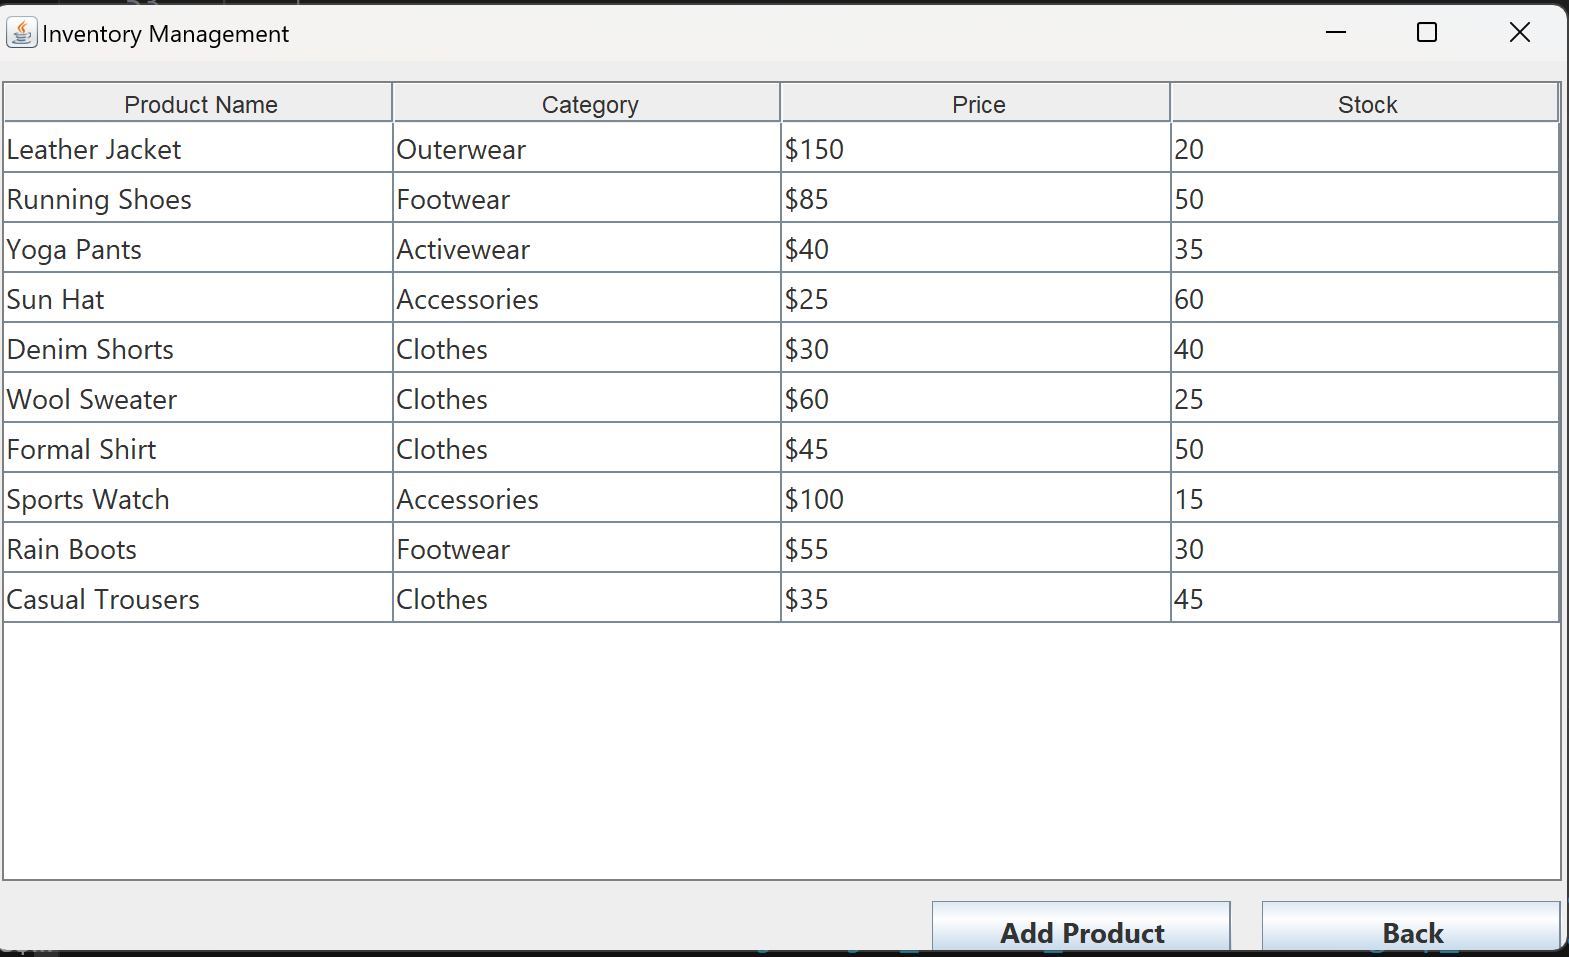 Inventory Management
Product Name Category Price Stock
Leather Jacket Outerwear $150 20
Running Shoes Footwear $85 50
Yoga Pants Activewear $40 35
Sun Hat Accessories $25 60
Denim Shorts Clothes $30 40
Wool Sweater Clothes $60 25
Formal Shirt Clothes $45 50
Sports Watch Accessories $100 15
Rain Boots Footwear $55 30
Casual Trousers Clothes $35 45
Add Product Back